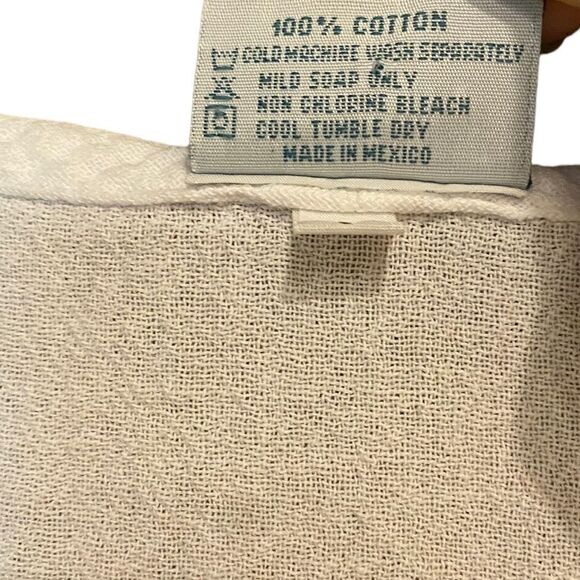 100% COTTON
COLD MACHINE WASH SEPARATELY
MILD SOAP ONLY
NON CHLORINE BLEACH
COOL TUMBLE DRY
MADE IN MEXICO